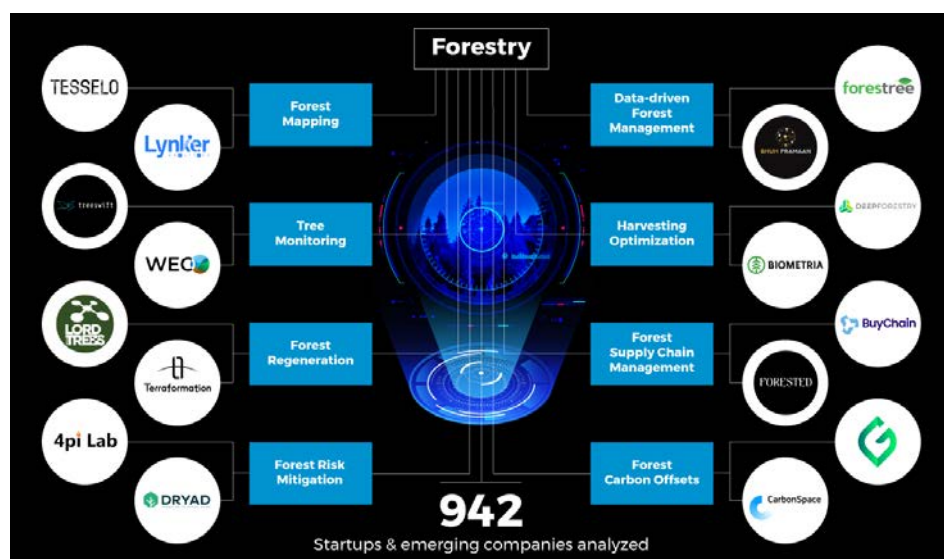 Forestry
TESSELO
Lynker
Forest
Mapping
treeswift
WEO
Tree
Monitoring
LORD
TREES
Terraformation
Forest
Regeneration
4pi Lab
DRYAD
Forest Risk
Mitigation
Data-driven
Forest
Management
forestree
BHUMI PRAMAAN
Harvesting
Optimization
DEEPFORESTRY
BIOMETRIA
Forest
Supply Chain
Management
BuyChain
FORESTED
Forest
Carbon Offsets
CarbonSpace
942
Startups & emerging companies analyzed